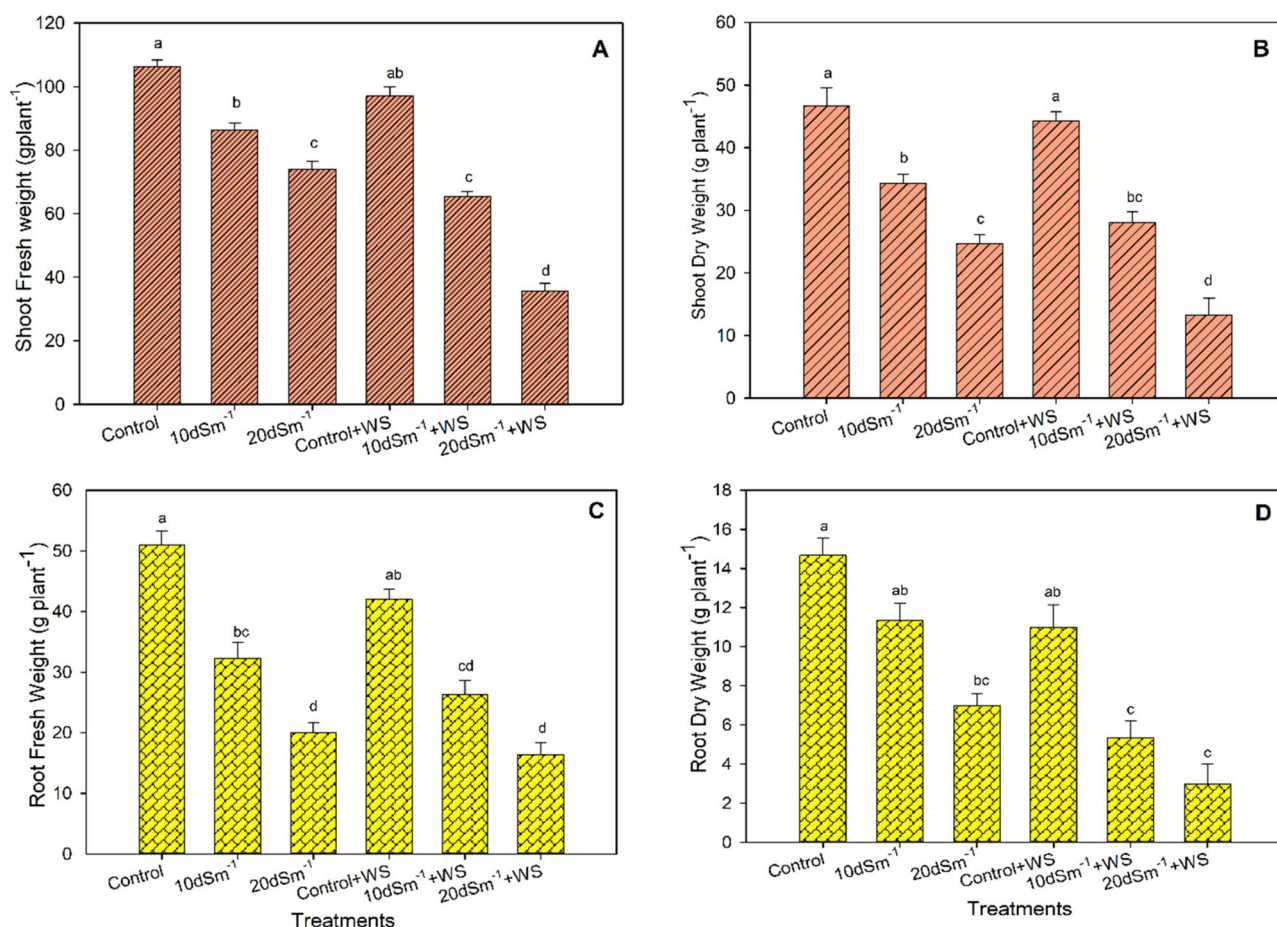 A
Shoot Fresh weight (gplant⁻¹)
120
100
80
60
40
20
0
a
b
c
ab
c
d
Control
10dSm⁻¹
20dSm⁻¹
Control+WS
10dSm⁻¹+WS
20dSm⁻¹+WS
B
Shoot Dry Weight (g plant⁻¹)
60
50
40
30
20
10
0
a
b
c
a
bc
d
Control
10dSm⁻¹
20dSm⁻¹
Control+WS
10dSm⁻¹+WS
20dSm⁻¹+WS
C
Root Fresh Weight (g plant⁻¹)
60
50
40
30
20
10
0
a
bc
d
ab
cd
d
Control
10dSm⁻¹
20dSm⁻¹
Control+WS
10dSm⁻¹+WS
20dSm⁻¹+WS
Treatments
D
Root Dry Weight (g plant⁻¹)
18
16
14
12
10
8
6
4
2
0
a
ab
bc
ab
c
c
Control
10dSm⁻¹
20dSm⁻¹
Control+WS
10dSm⁻¹+WS
20dSm⁻¹+WS
Treatments